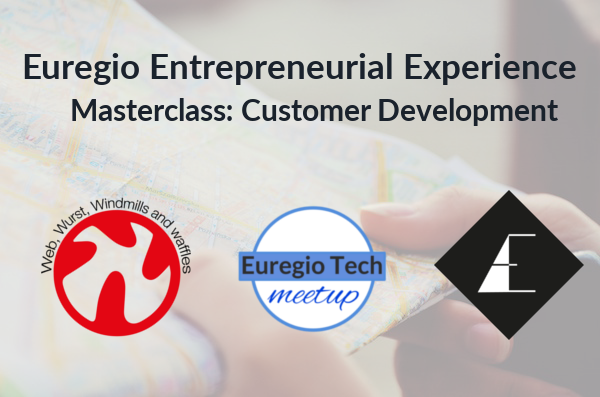 Euregio Entrepreneurial Experience
Masterclass: Customer Development
Web, Wurst, Windmills and waffles
Euregio Tech
meetup
E